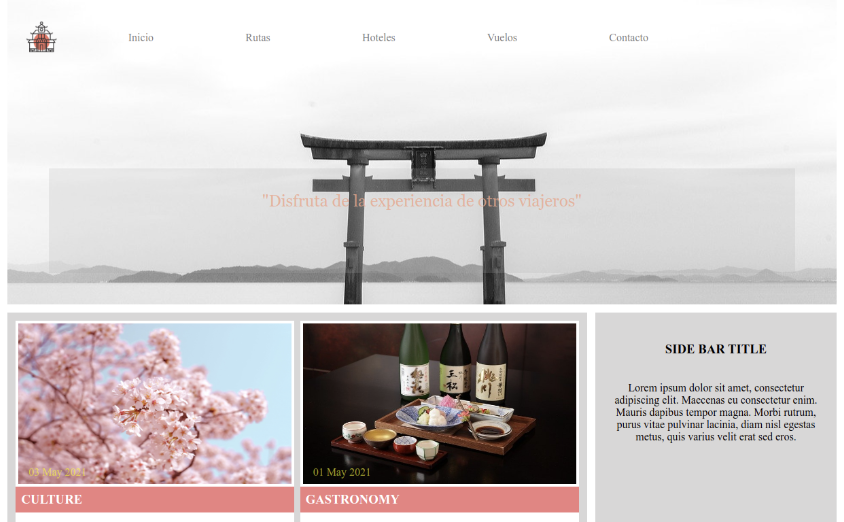 Inicio Rutas Hoteles Vuelos Contacto
"Disfruta de la experiencia de otros viajeros"
03 May 2021
CULTURE
01 May 2021
GASTRONOMY
SIDE BAR TITLE
Lorem ipsum dolor sit amet, consectetur
adipiscing elit. Maecenas eu consectetur enim.
Mauris dapibus tempor magna. Morbi rutrum,
purus vitae pulvinar lacinia, diam nisl egestas
metus, quis varius velit erat sed eros.